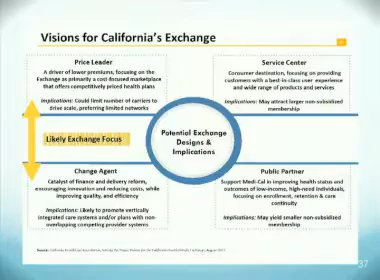 Visions for California's Exchange
Price Leader
A driver of lower premiums, focusing on the
Exchange as primarily a cost-focused marketplace
that offers competitively priced health plans
Implications: Could limit number of carriers to
drive scale, preferring limited networks
Service Center
Consumer destination, focusing on providing
customers with a best-in-class user experience
and wide range of products and services
Implications: May attract larger non-subsidized
membership
Likely Exchange Focus
Potential Exchange
Designs &
Implications
Change Agent
Catalyst of finance and delivery reform,
encouraging innovation and reducing costs, while
improving quality, and efficiency
Implications: Likely to promote vertically
integrated care systems and/or plans with non-
overlapping competing provider systems
Public Partner
Support Medi-Cal in improving health status and
outcomes of low-income, high-need individuals,
focusing on enrollment, retention & care
continuity
Implications: May yield smaller non-subsidized
membership
37